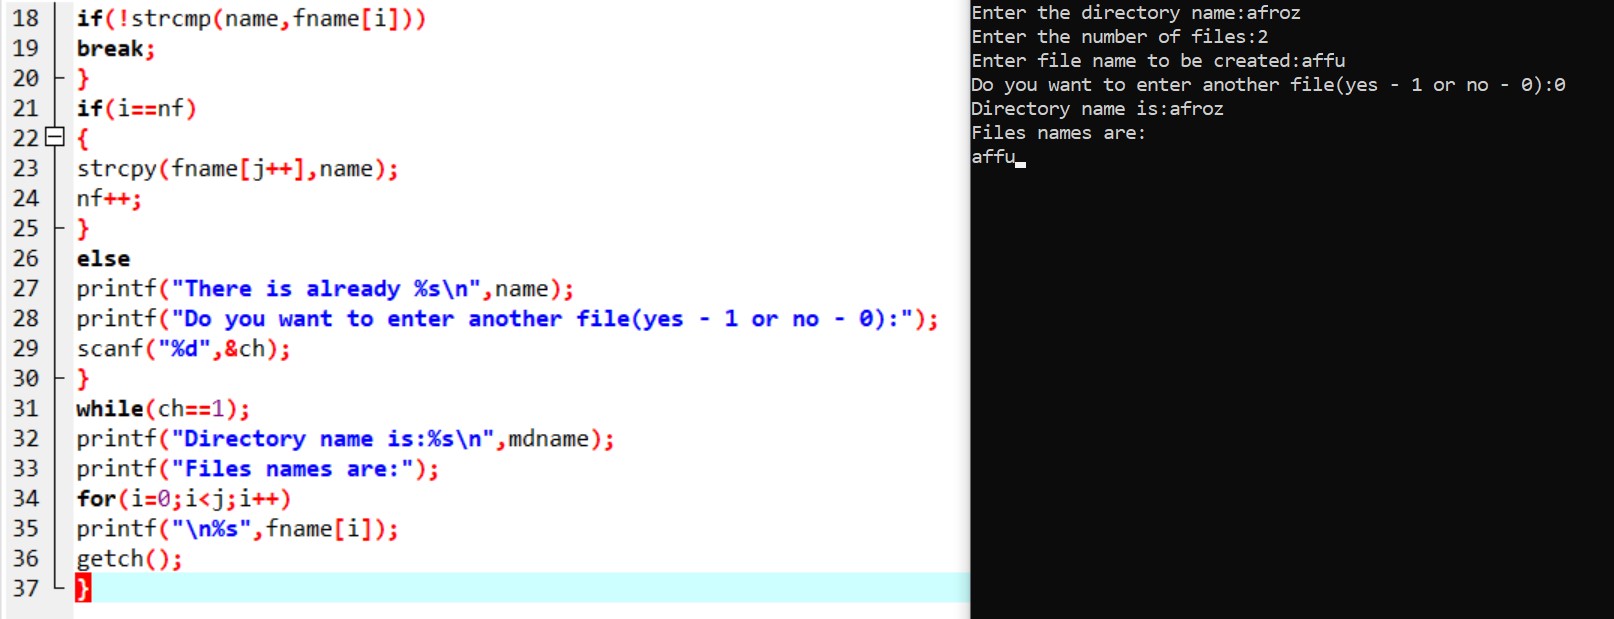 18 if(!strcmp(name,fname[i]))
19 break;
20 }
21 if(i==nf)
22 {
23 strcpy(fname[j++],name);
24 nf++;
25 }
26 else
27 printf("There is already %s\n",name);
28 printf("Do you want to enter another file(yes - 1 or no - 0):");
29 scanf("%d",&ch);
30 }
31 while(ch==1);
32 printf("Directory name is:%s\n",mdname);
33 printf("Files names are:");
34 for(i=0;i<j;i++)
35 printf("\n%s",fname[i]);
36 getch();
37 }
Enter the directory name:afroz
Enter the number of files:2
Enter file name to be created:affu
Do you want to enter another file(yes - 1 or no - 0):0
Directory name is:afroz
Files names are:
affu